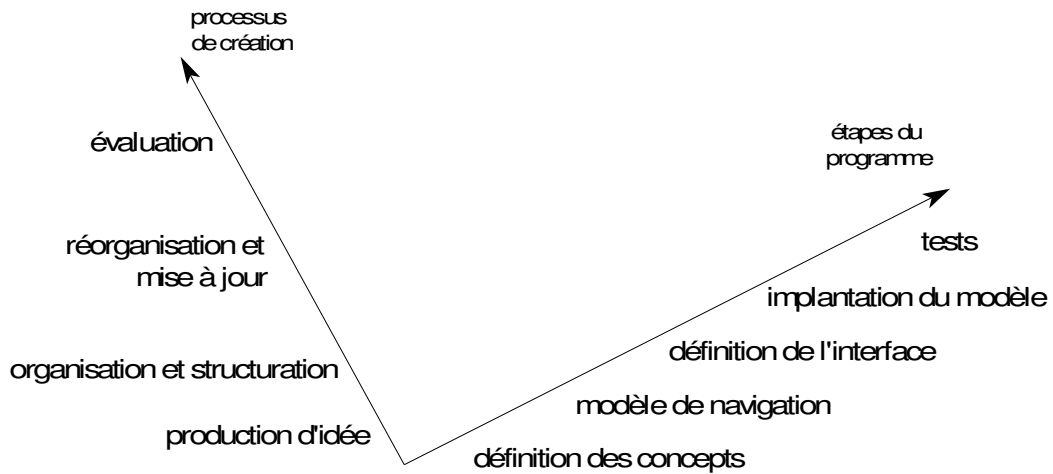 processus
de création
évaluation
réorganisation et
mise à jour
organisation et structuration
production d'idée
étapes du
programme
tests
implantation du modèle
définition de l'interface
modèle de navigation
définition des concepts